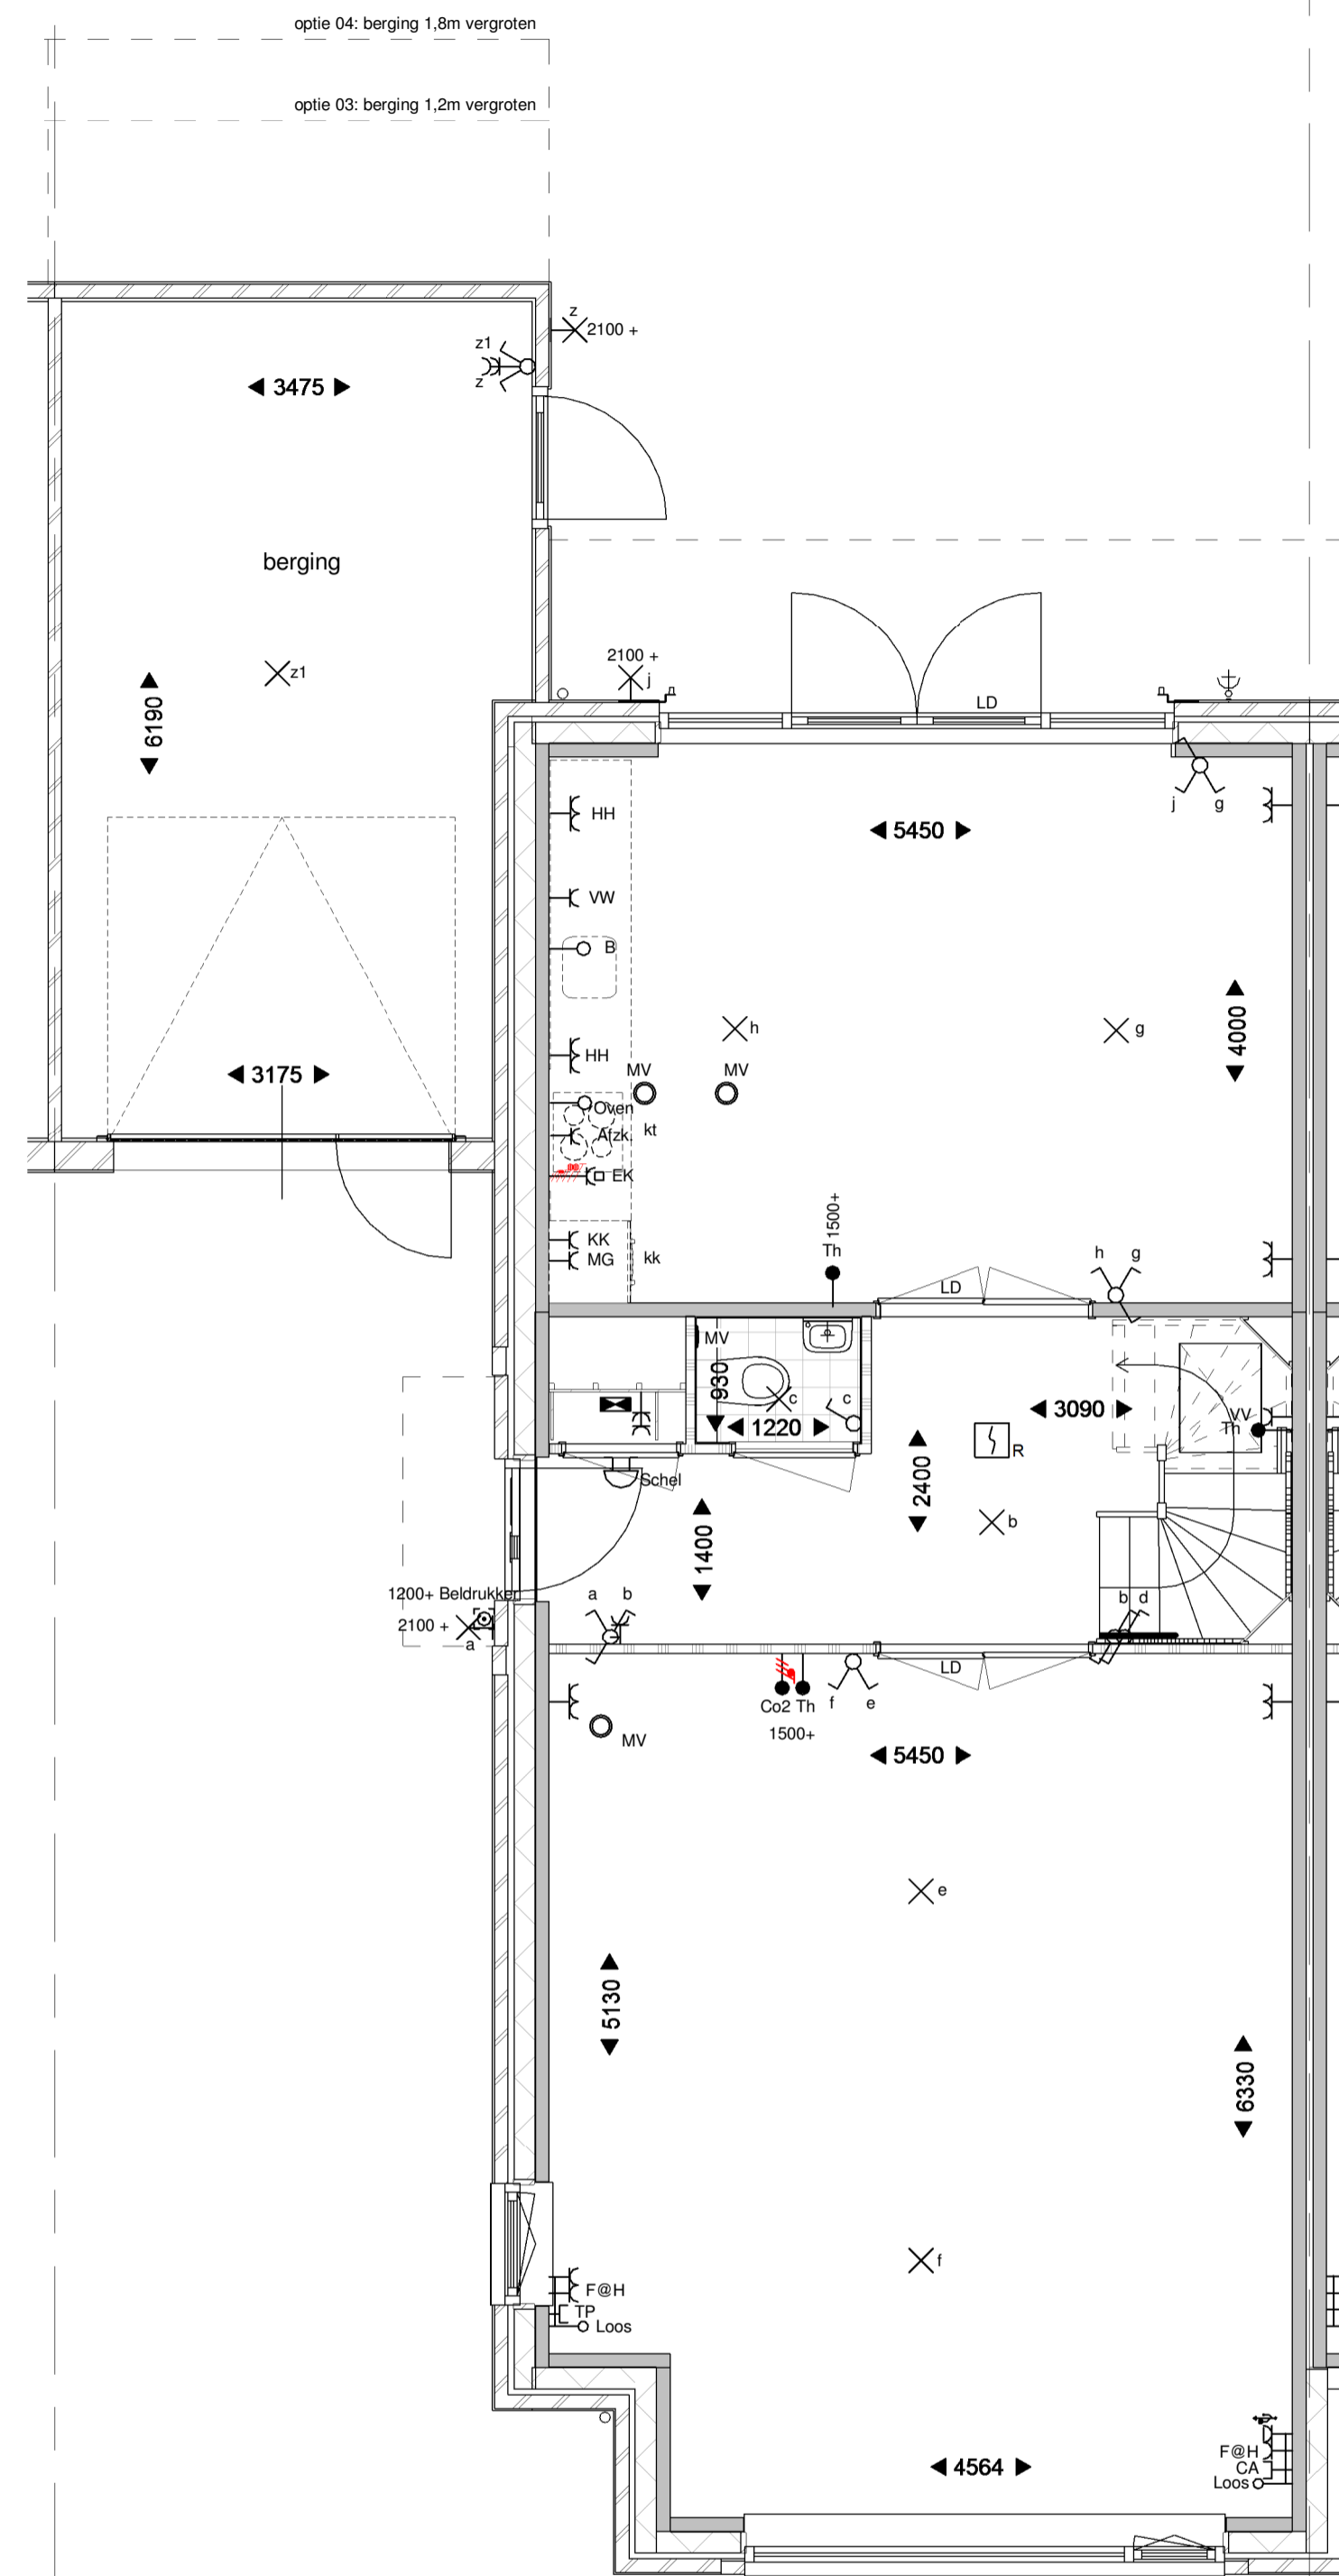 optie 04: berging 1,8m vergroten
optie 03: berging 1,2m vergroten
z
2100 +
z1
z
3475
berging
z1
6190
2100 +
j
LD
HH
5450
j
g
VW
B
h
g
4000
HH
MV
MV
3175
Oven
Afzk.
kt
EK
1500+
Th
KK
MG
kk
h
g
LD
MV
930
c
c
1220
3090
VV
Th
R
2400
Schel
b
1400
1200+ Beldrukker
2100 +
a
a
b
b
d
LD
Co2 Th
f
e
1500+
MV
5450
e
5130
6330
f
F@H
TP
Loos
4564
F@H
CA
Loos